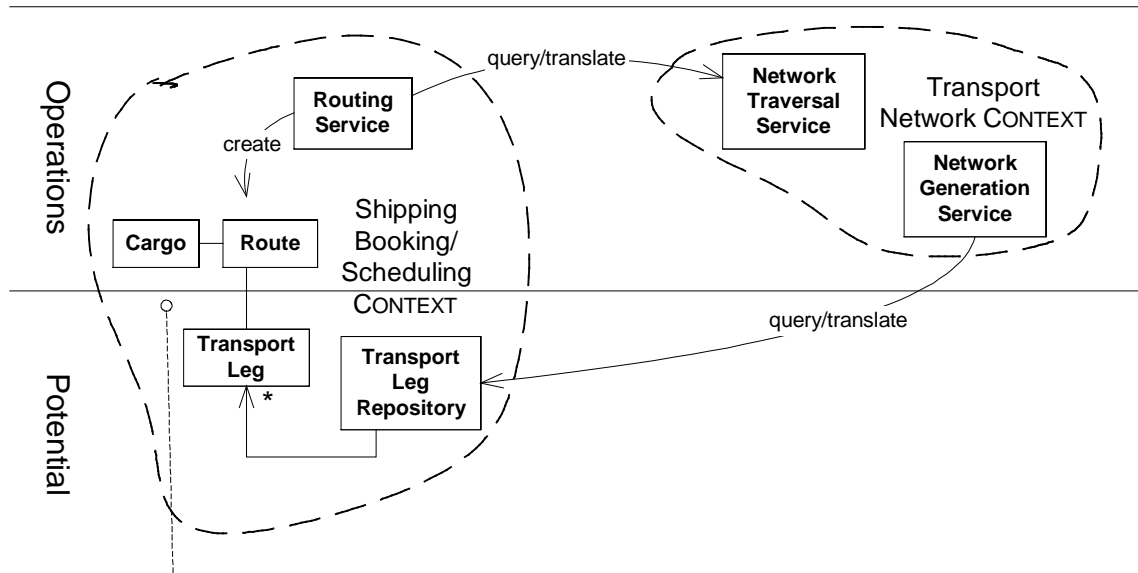 Operations
query/translate
Routing
Service
create
Cargo
Route
Shipping
Booking/
Scheduling
CONTEXT
Network
Traversal
Service
Transport
Network CONTEXT
Network
Generation
Service
Potential
query/translate
Transport
Leg
*
Transport
Leg
Repository